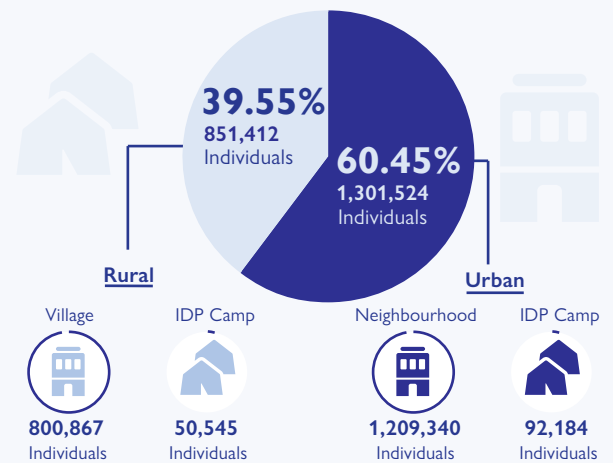 39.55%
851,412
Individuals
60.45%
1,301,524
Individuals
Rural
Urban
Village
IDP Camp
Neighbourhood
IDP Camp
800,867
Individuals
50,545
Individuals
1,209,340
Individuals
92,184
Individuals